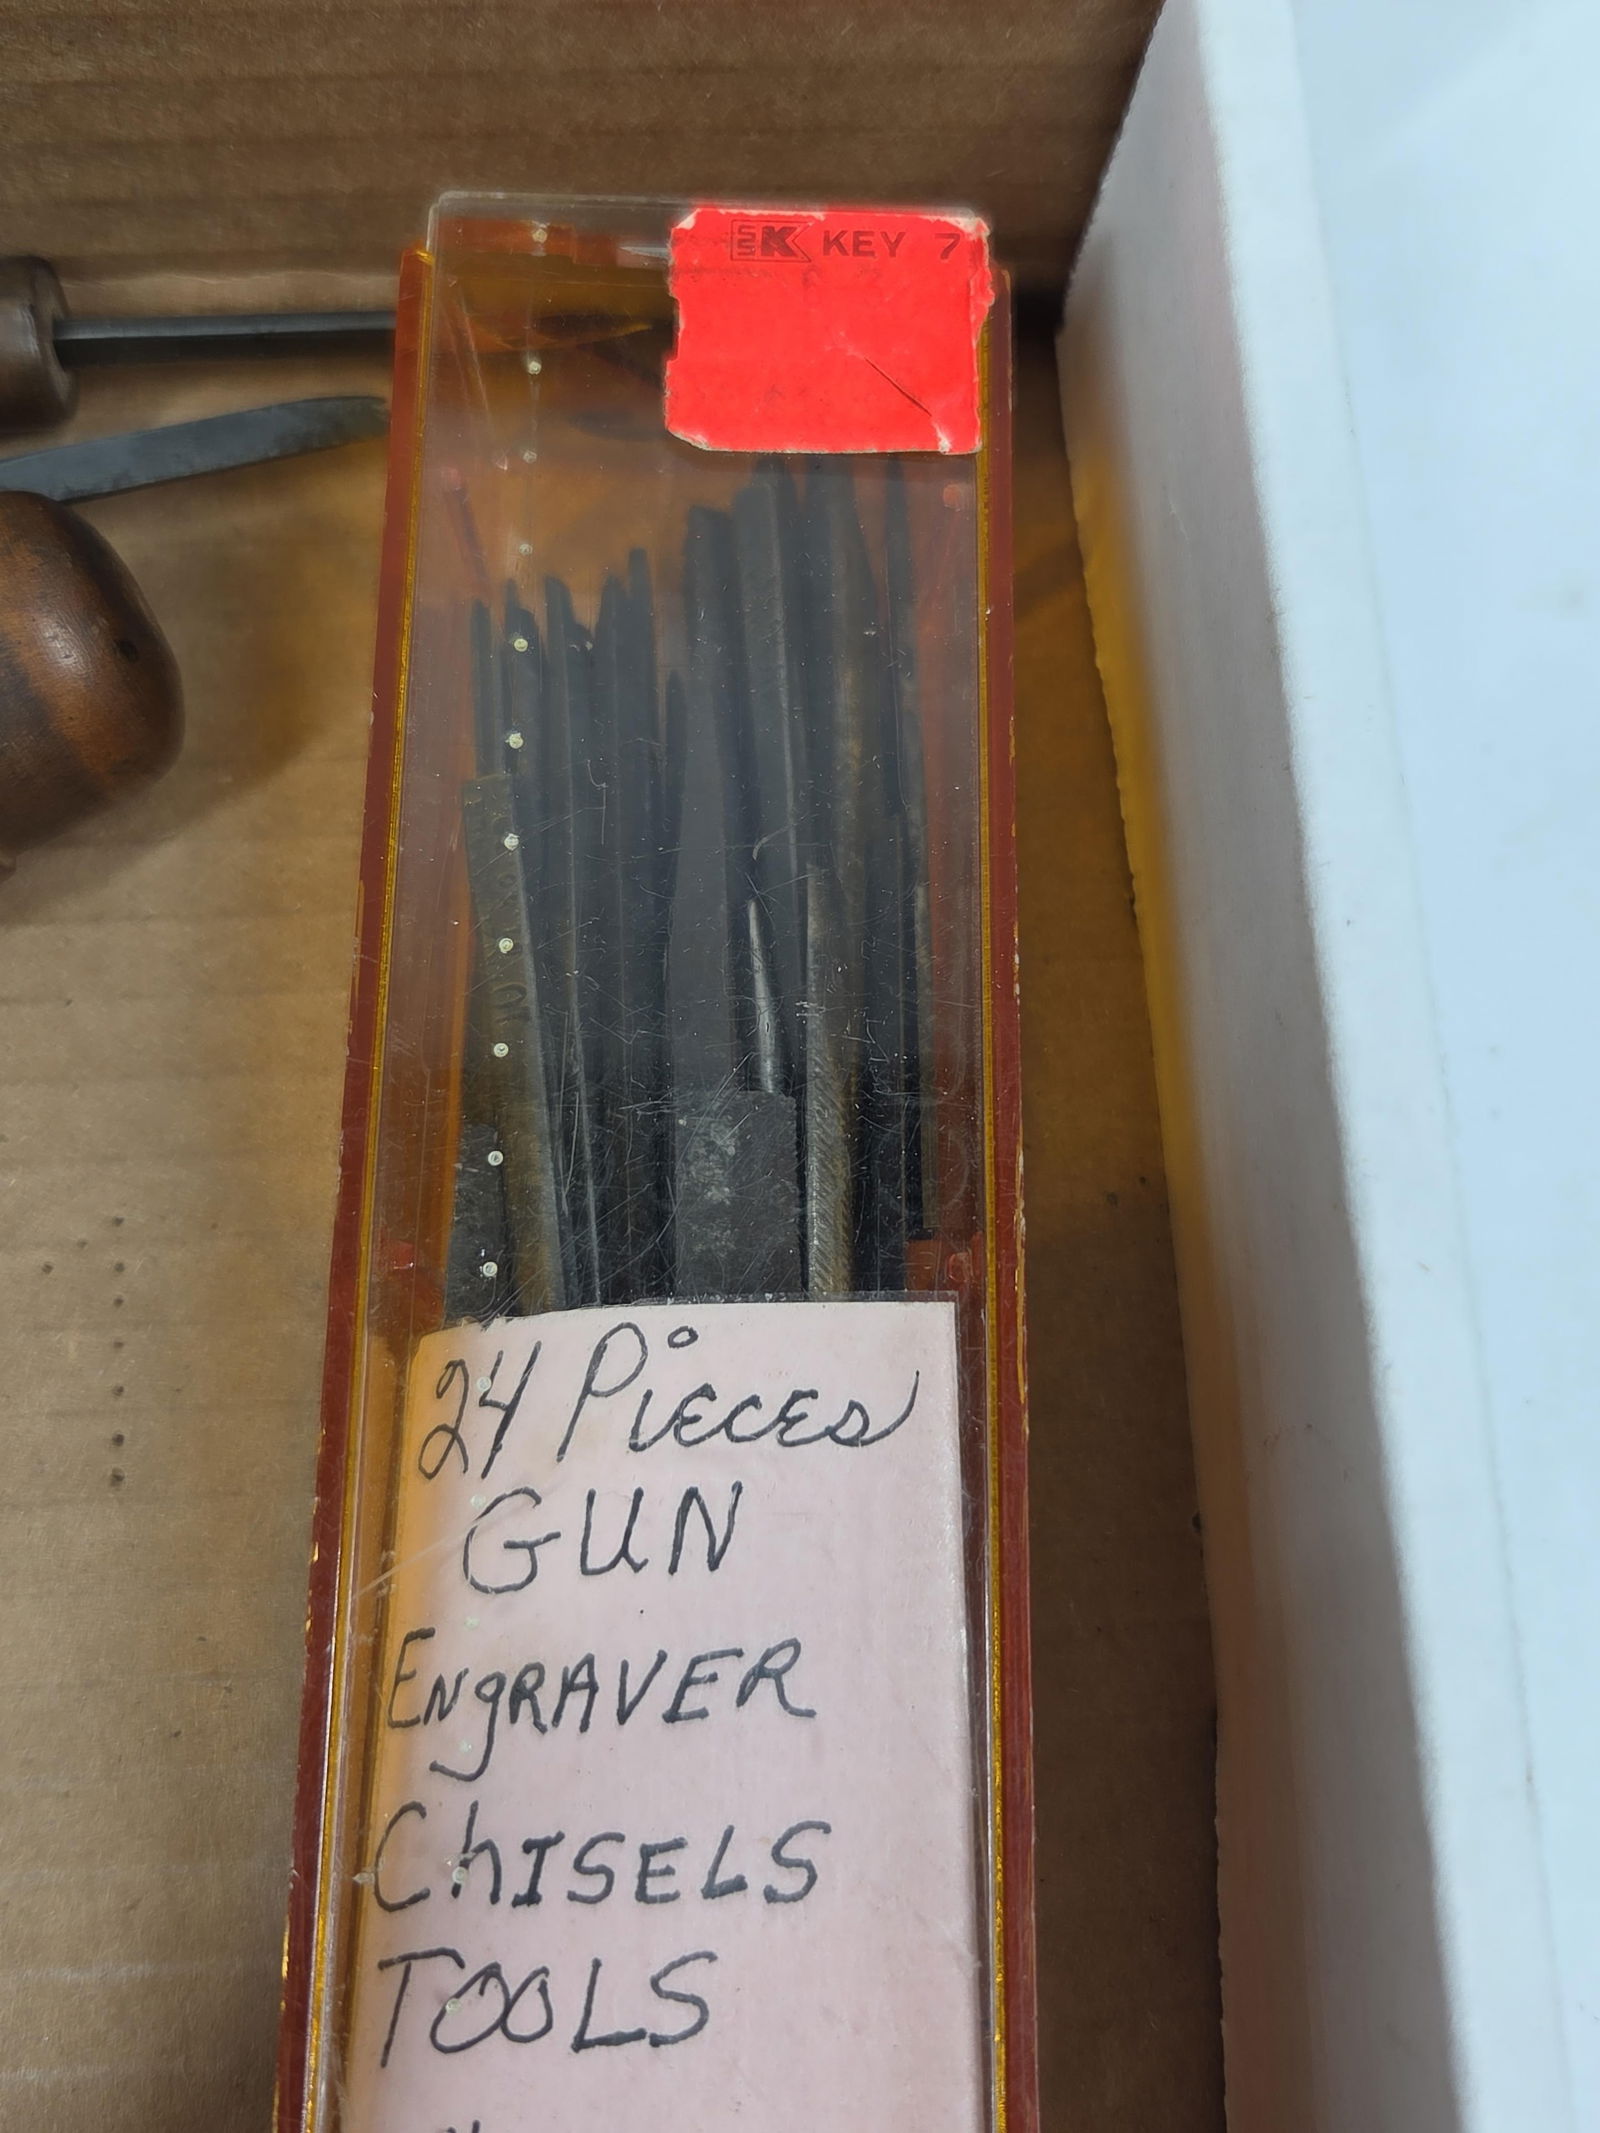 KEY 7
24 PIECES
GUN
ENgRAVER
ChISELS
TOOLS